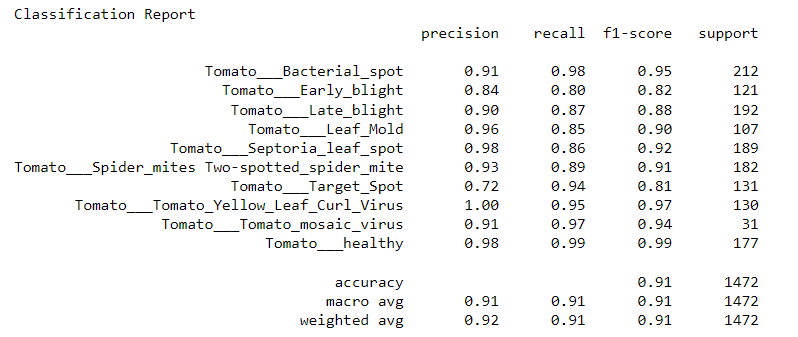 Classification Report
precision recall f1-score support
Tomato___Bacterial_spot 0.91 0.98 0.95 212
Tomato___Early_blight 0.84 0.80 0.82 121
Tomato___Late_blight 0.90 0.87 0.88 192
Tomato___Leaf_Mold 0.96 0.85 0.90 107
Tomato___Septoria_leaf_spot 0.98 0.86 0.92 189
Tomato___Spider_mites Two-spotted_spider_mite 0.93 0.89 0.91 182
Tomato___Target_Spot 0.72 0.94 0.81 131
Tomato___Tomato_Yellow_Leaf_Curl_Virus 1.00 0.95 0.97 130
Tomato___Tomato_mosaic_virus 0.91 0.97 0.94 31
Tomato___healthy 0.98 0.99 0.99 177
accuracy 0.91 1472
macro avg 0.91 0.91 0.91 1472
weighted avg 0.92 0.91 0.91 1472